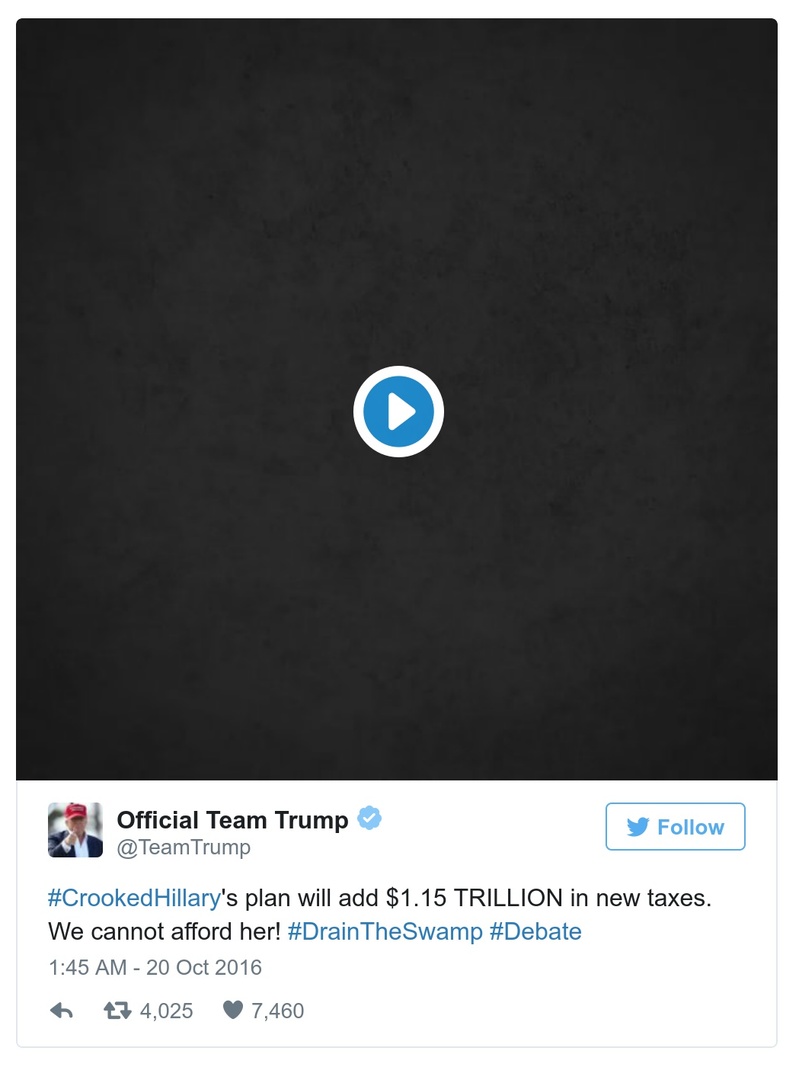 Official Team Trump
@TeamTrump
Follow
#CrookedHillary's plan will add $1.15 TRILLION in new taxes.
We cannot afford her! #DrainTheSwamp #Debate
1:45 AM - 20 Oct 2016
4,025 7,460